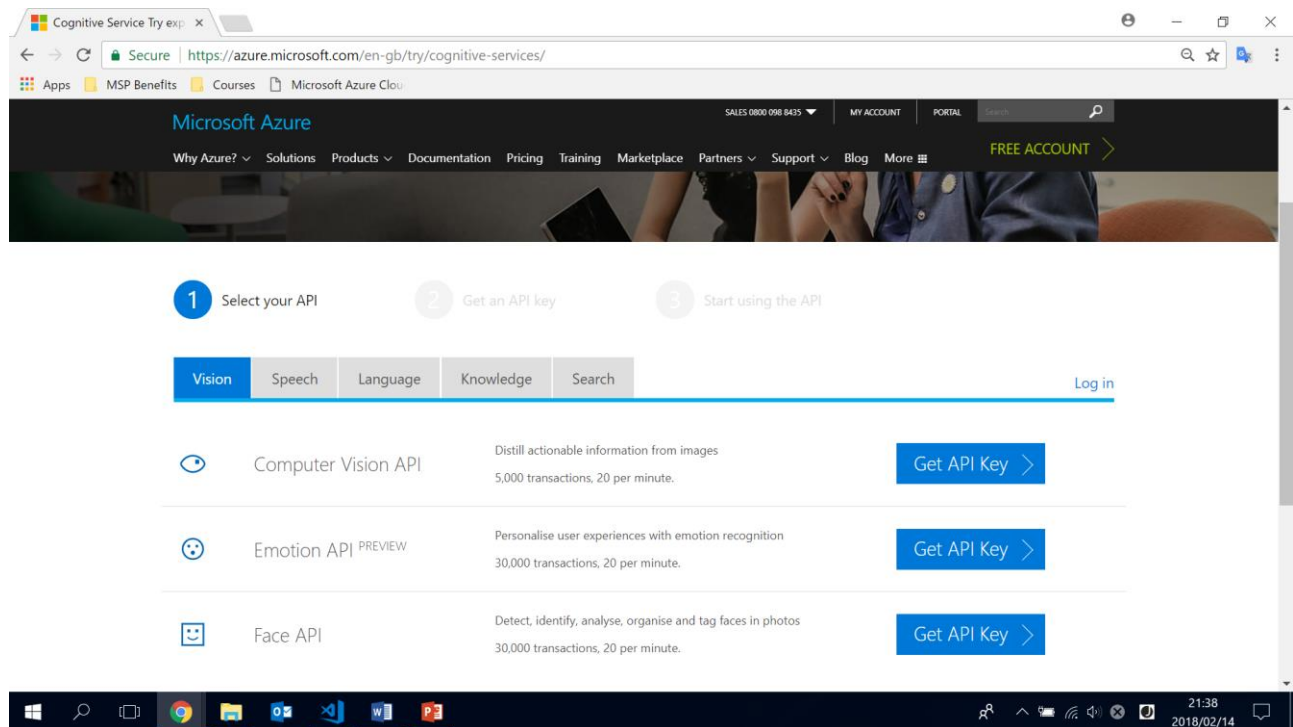 Cognitive Service Try exp
Secure | https://azure.microsoft.com/en-gb/try/cognitive-services/
Apps MSP Benefits Courses Microsoft Azure Clou
SALES 0800 098 8435 MY ACCOUNT PORTAL Search
Microsoft Azure
FREE ACCOUNT
Why Azure? Solutions Products Documentation Pricing Training Marketplace Partners Support Blog More
1 Select your API 2 Get an API key 3 Start using the API
Vision Speech Language Knowledge Search
Log in
Computer Vision API
Distill actionable information from images
5,000 transactions, 20 per minute.
Get API Key
Emotion API PREVIEW
Personalise user experiences with emotion recognition
30,000 transactions, 20 per minute.
Get API Key
Face API
Detect, identify, analyse, organise and tag faces in photos
30,000 transactions, 20 per minute.
Get API Key
21:38
2018/02/14